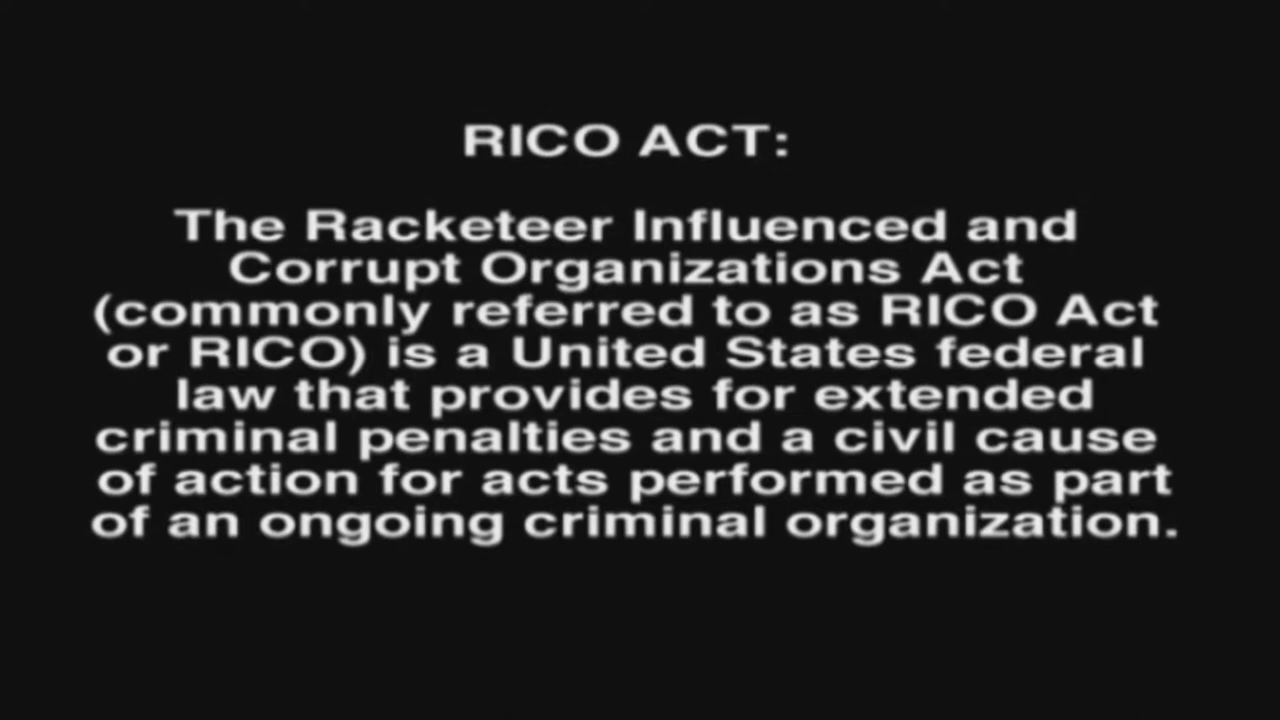 RICO ACT:
The Racketeer Influenced and
Corrupt Organizations Act
(commonly referred to as RICO Act
or RICO) is a United States federal
law that provides for extended
criminal penalties and a civil cause
of action for acts performed as part
of an ongoing criminal organization.